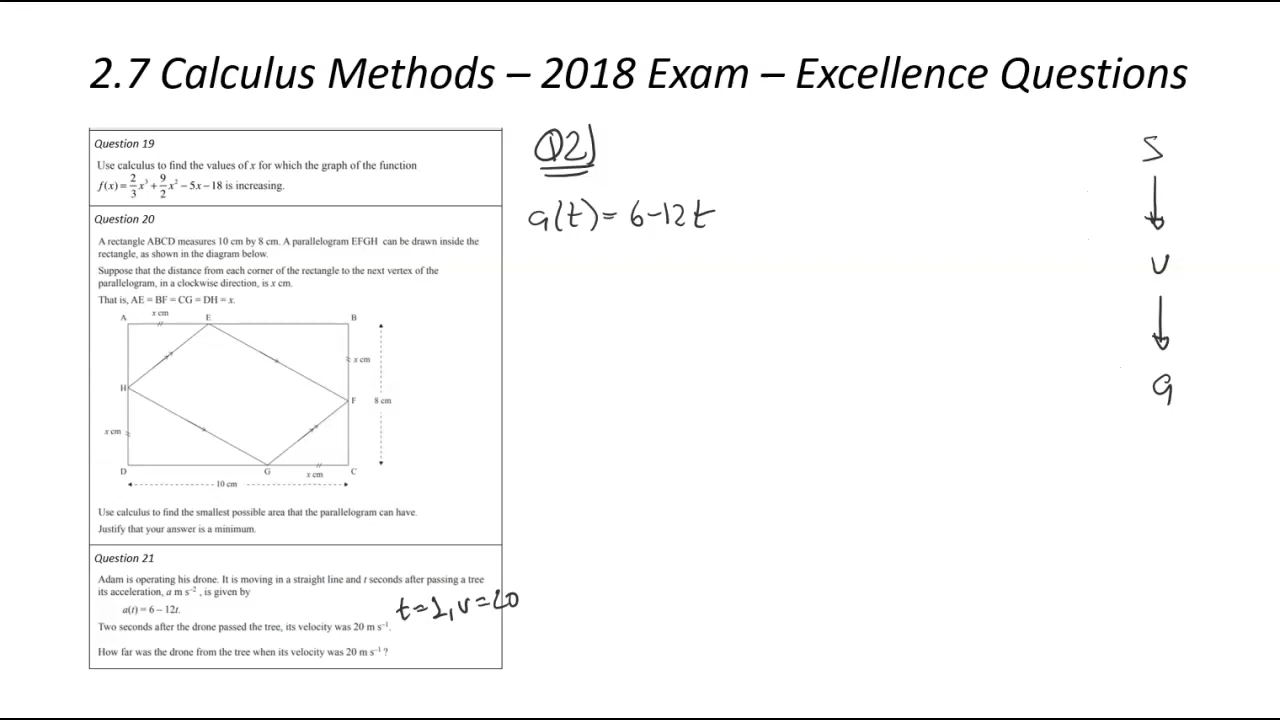 2.7 Calculus Methods – 2018 Exam – Excellence Questions
Question 19
Use calculus to find the values of x for which the graph of the function
f(x) = 2/3 x³ + 9/2 x² – 5x – 18 is increasing.
Question 20
A rectangle ABCD measures 10 cm by 8 cm. A parallelogram EFGH can be drawn inside the
rectangle, as shown in the diagram below.
Suppose that the distance from each corner of the rectangle to the next vertex of the
parallelogram, in a clockwise direction, is x cm.
That is, AE = BF = CG = DH = x.
x cm
A E B
x cm
H
F 8 cm
x cm
D G C
x cm
10 cm
Use calculus to find the smallest possible area that the parallelogram can have.
Justify that your answer is a minimum.
Question 21
Adam is operating his drone. It is moving in a straight line and t seconds after passing a tree
its acceleration, a m s⁻², is given by
a(t) = 6 – 12t.
t=2, v=20
Two seconds after the drone passed the tree, its velocity was 20 m s⁻¹.
How far was the drone from the tree when its velocity was 20 m s⁻¹ ?
Q21
a(t) = 6-12t
s
v
a